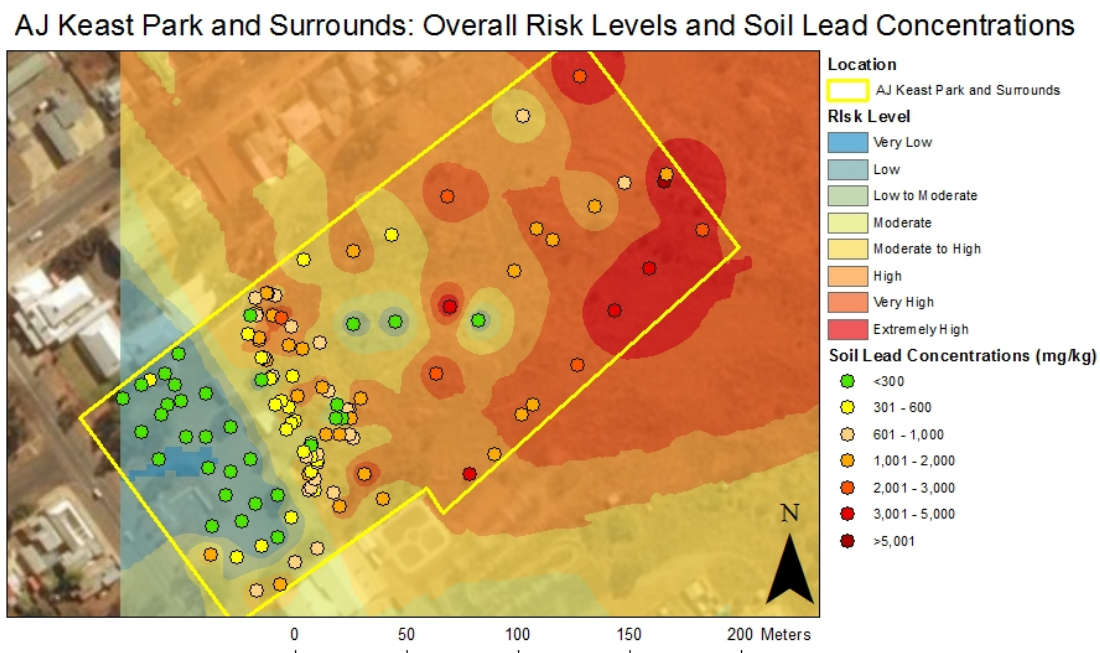 AJ Keast Park and Surrounds: Overall Risk Levels and Soil Lead Concentrations
Location
AJ Keast Park and Surrounds
RIsk Level
Very Low
Low
Low to Moderate
Moderate
Moderate to High
High
Very High
Extremely High
Soil Lead Concentrations (mg/kg)
<300
301 - 600
601 - 1,000
1,001 - 2,000
2,001 - 3,000
3,001 - 5,000
>5,001
N
0 50 100 150 200 Meters